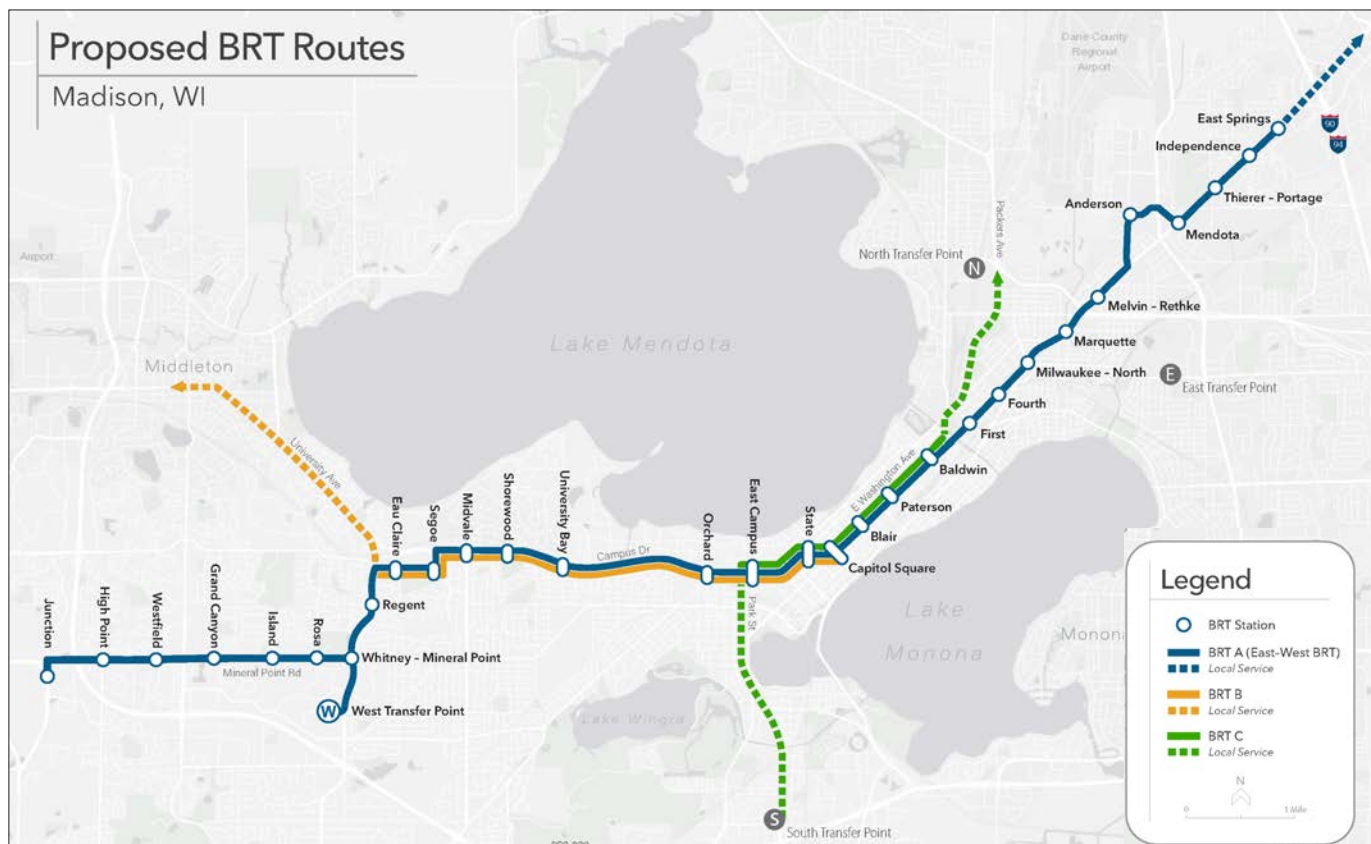 Proposed BRT Routes
Madison, WI
Dane County
Regional
Airport
90
94
East Springs
Independence
Thierer – Portage
Anderson
Mendota
Packers Ave
North Transfer Point
N
Airport
Melvin – Rethke
Marquette
Lake Mendota
Middleton
Milwaukee – North
E
East Transfer Point
Fourth
First
University Ave
Baldwin
E Washington Ave
Paterson
Blair
Capitol Square
State
East Campus
Orchard
Campus Dr
University Bay
Shorewood
Midvale
Segoe
Eau Claire
Regent
Park St
Lake
Monona
Monona
Junction
High Point
Westfield
Grand Canyon
Island
Rosa
Whitney – Mineral Point
Mineral Point Rd
W
West Transfer Point
Lake Wingra
S
South Transfer Point
Legend
BRT Station
BRT A (East-West BRT)
Local Service
BRT B
Local Service
BRT C
Local Service
N
0
1 Mile